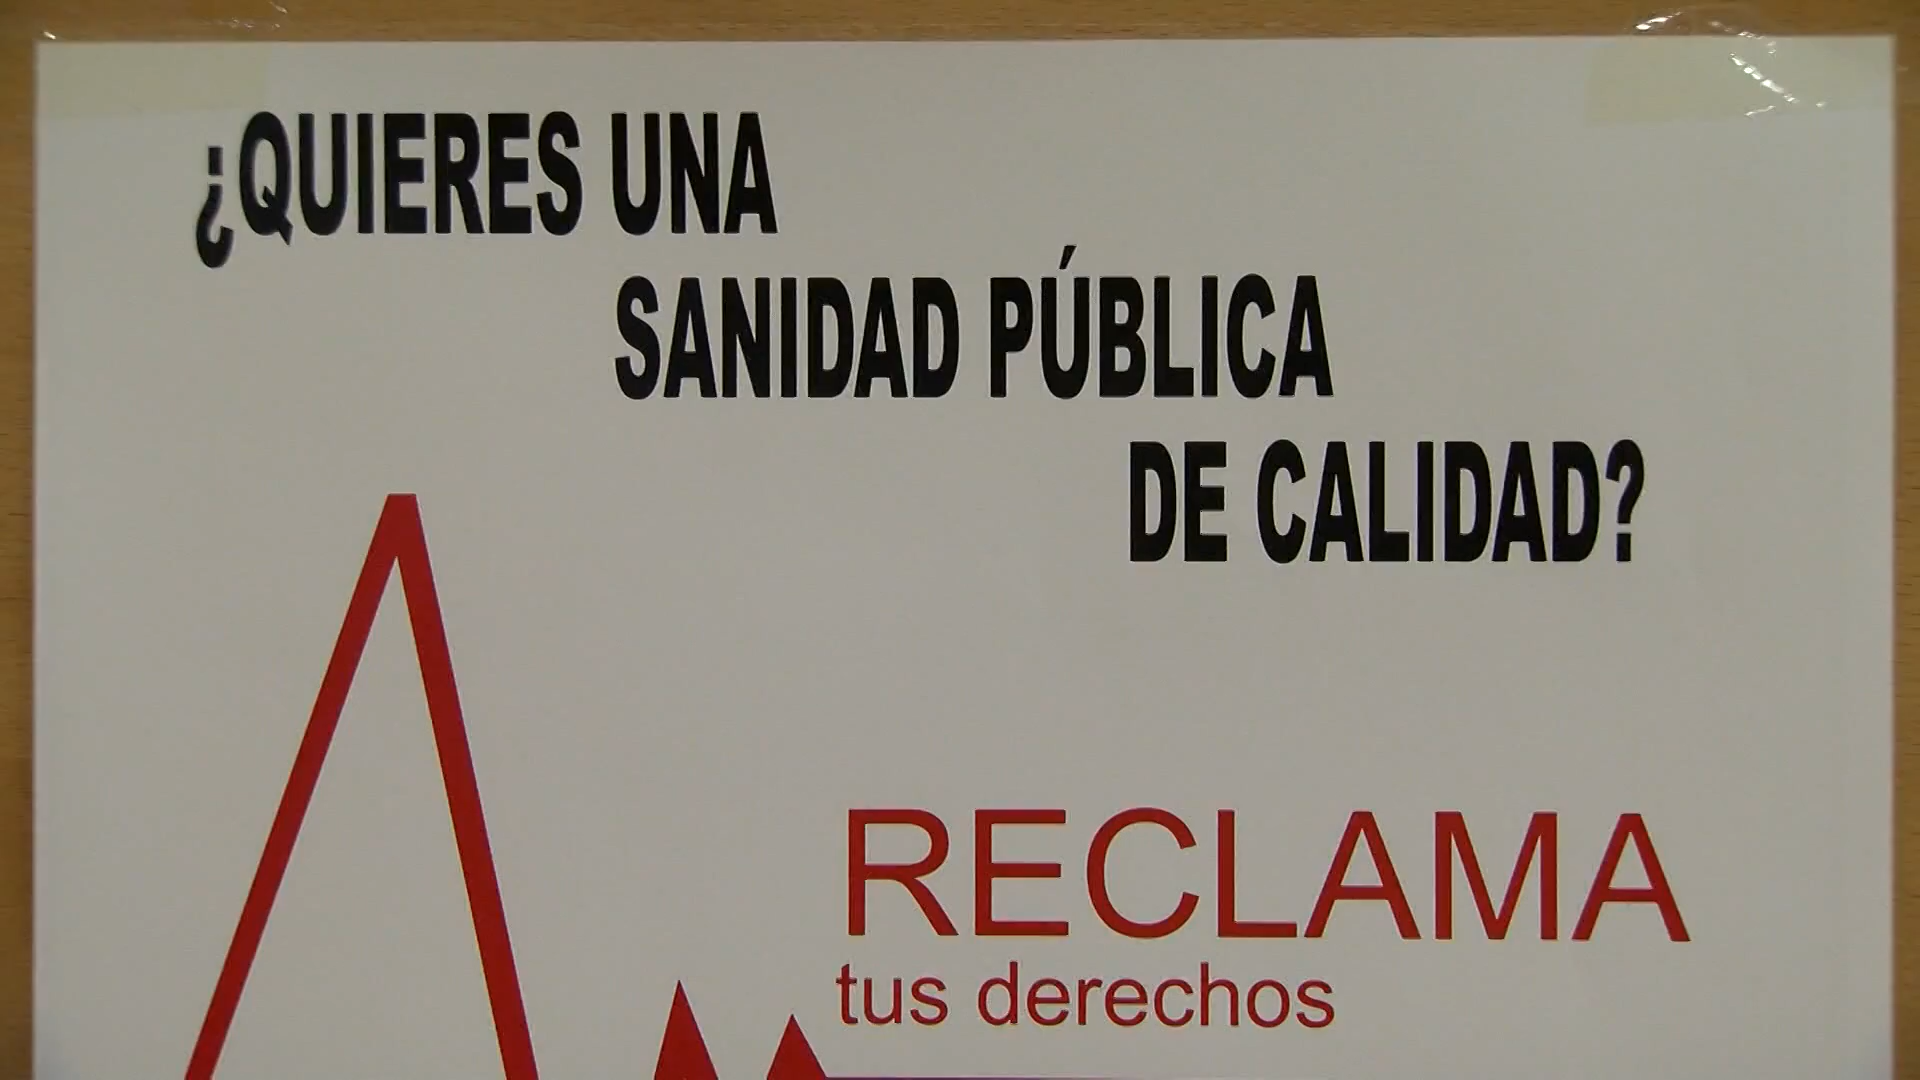 ¿QUIERES UNA
SANIDAD PÚBLICA
DE CALIDAD?
RECLAMA
tus derechos